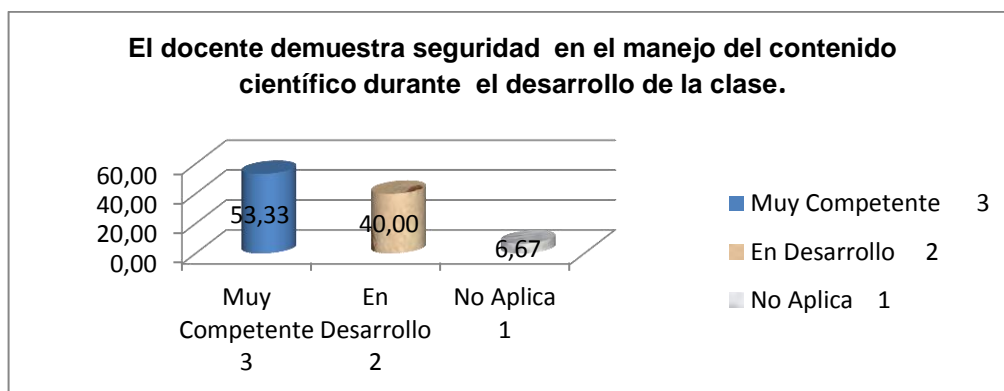 El docente demuestra seguridad en el manejo del contenido
científico durante el desarrollo de la clase.
60,00
40,00
20,00
0,00
53,33
40,00
6,67
Muy
Competente
3
En
Desarrollo
2
No Aplica
1
Muy Competente 3
En Desarrollo 2
No Aplica 1